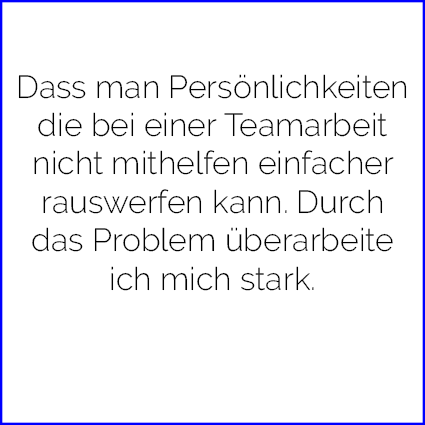 Dass man Persönlichkeiten
die bei einer Teamarbeit
nicht mithelfen einfacher
rauswerfen kann. Durch
das Problem überarbeite
ich mich stark.